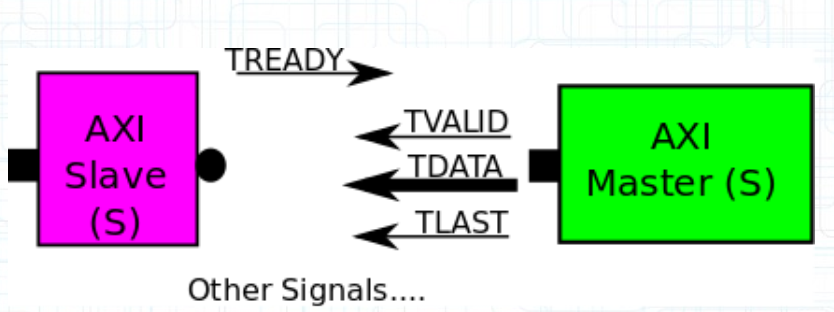 TREADY
AXI
Slave
(S)
TVALID
TDATA
TLAST
AXI
Master (S)
Other Signals....